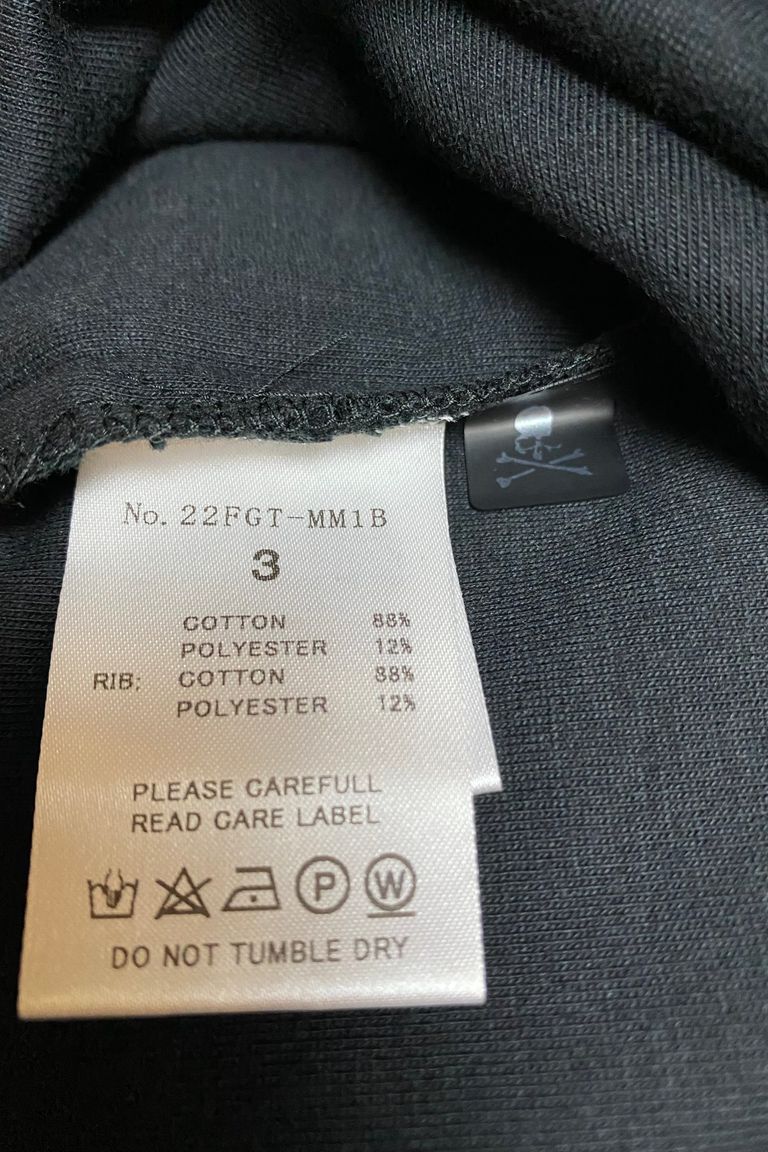 No. 22FGT-MM1B
3
COTTON 88%
POLYESTER 12%
RIB; COTTON 88%
POLYESTER 12%
PLEASE CAREFULL
READ CARE LABEL
P W
DO NOT TUMBLE DRY